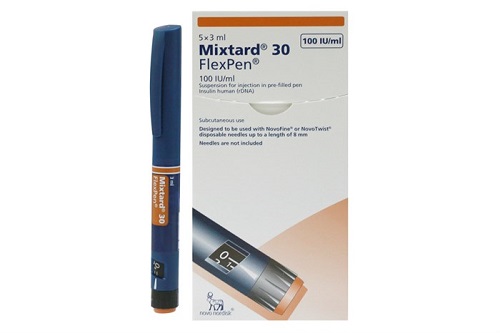 5 × 3 ml
100 IU/ml
Mixtard® 30
FlexPen®
100 IU/ml
Suspension for injection in pre-filled pen
Insulin human (rDNA)
Subcutaneous use
Designed to be used with NovoFine® or NovoTwist®
disposable needles up to a length of 8 mm
Needles are not included
0
novo nordisk
3 ml
Mixtard® 30
FlexPen®